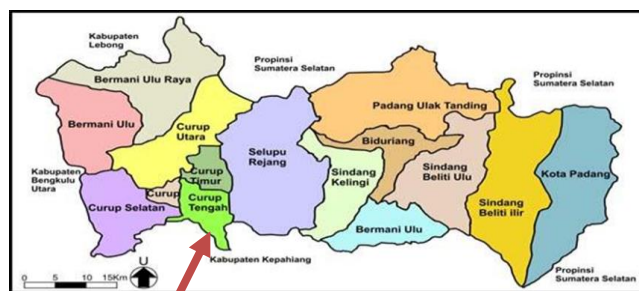 Kabupaten
Lebong
Bermani Ulu Raya
Propinsi
Sumatera Selatan
Propinsi
Sumatera Selatan
Padang Ulak Tanding
Bermani Ulu
Curup
Utara
Selupu
Rejang
Biduriang
Kabupaten
Bengkulu
Utara
Curup
Timur
Sindang
Kelingi
Sindang
Beliti Ulu
Kota Padang
Curup
Curup Selatan
Curup
Tengah
Sindang
Beliti ilir
Bermani Ulu
Kabupaten Kepahiang
U
0 5 10 15Km
Propinsi
Sumatera Selatan